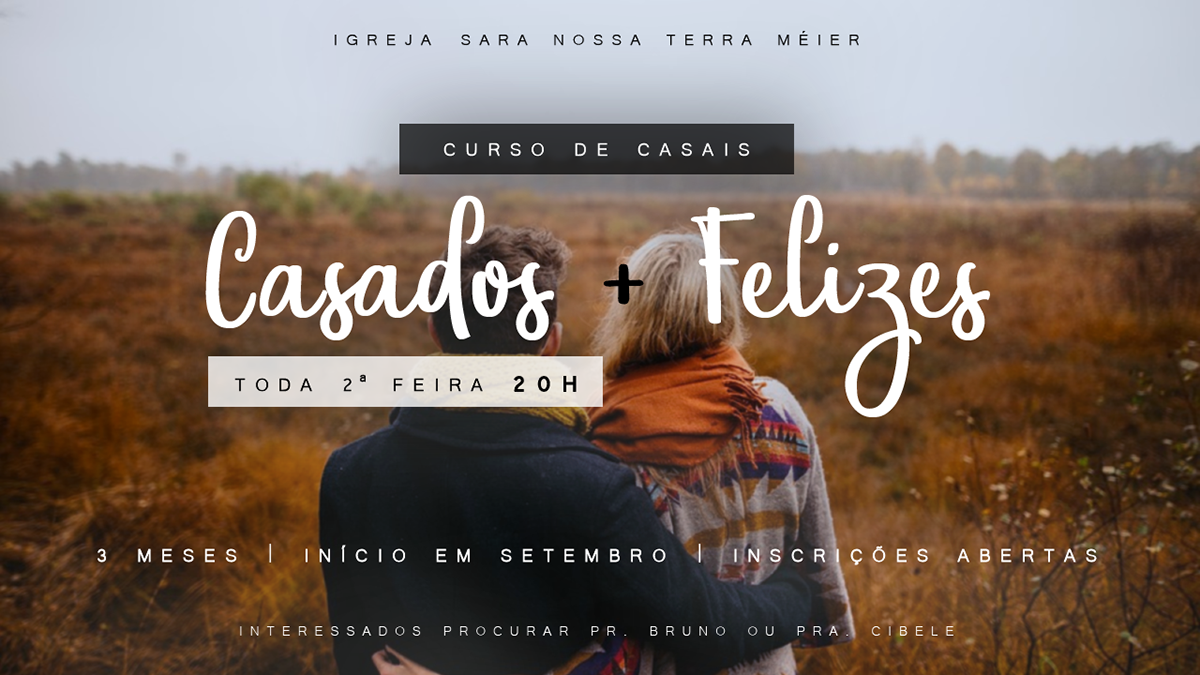 IGREJA SARA NOSSA TERRA MÉIER
CURSO DE CASAIS
Casados + Felizes
TODA 2ª FEIRA 20H
3 MESES | INÍCIO EM SETEMBRO | INSCRIÇÕES ABERTAS
INTERESSADOS PROCURAR PR. BRUNO OU PRA. CIBELE